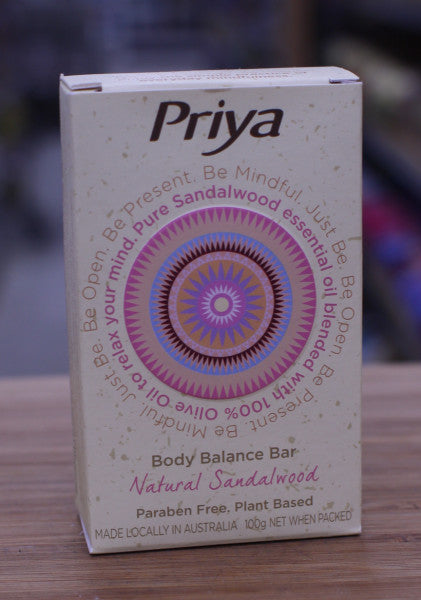 Priya
Be Open. Be Present. Be Mindful. Just Be. Be Open. Be Present. Be Mindful. Just Be.
Pure Sandalwood essential oil blended with 100% Olive Oil to relax your mind.
Body Balance Bar
Natural Sandalwood
Paraben Free, Plant Based
MADE LOCALLY IN AUSTRALIA 100g NET WHEN PACKED